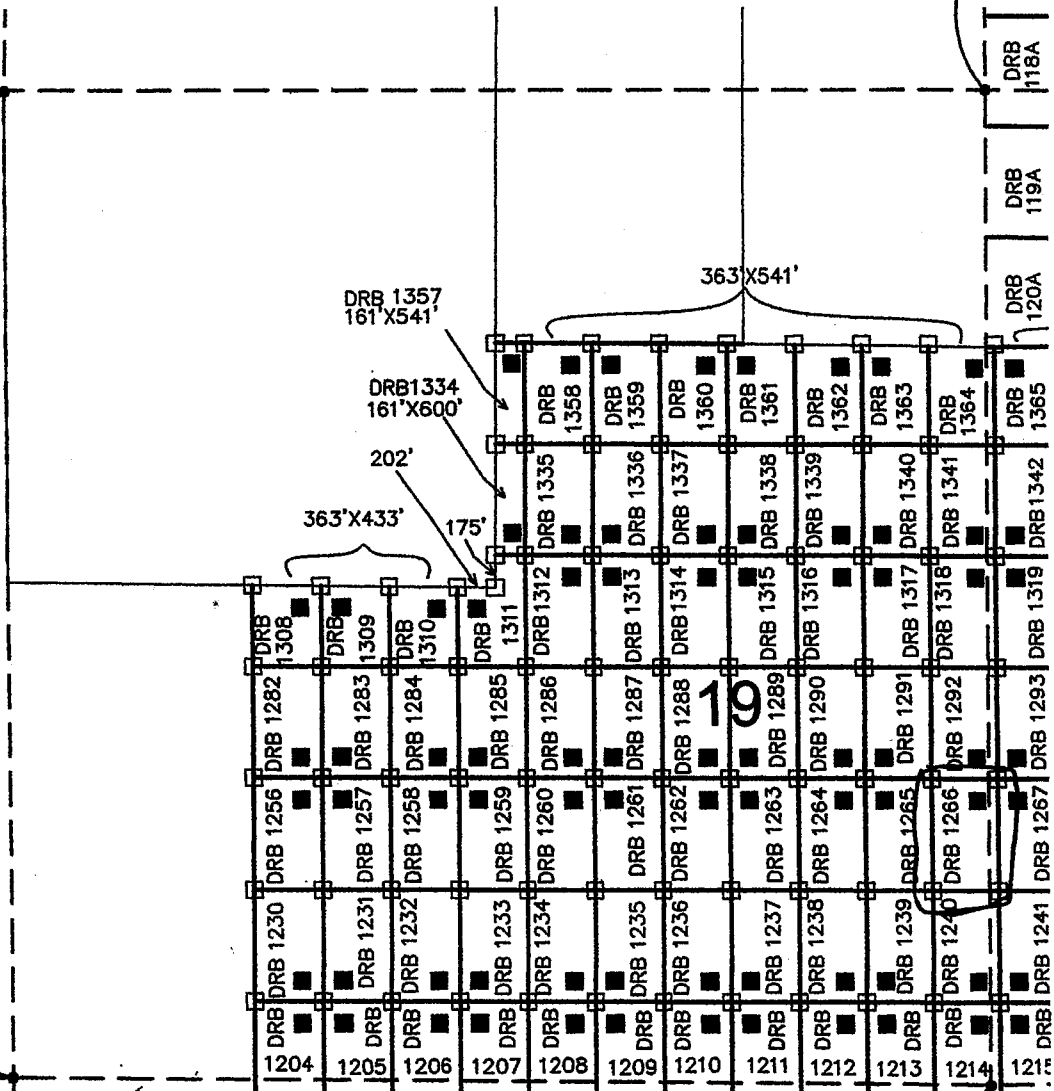 DRB
118A
DRB
119A
DRB
120A
363'X541'
DRB 1357
161'X541'
DRB1334
161'X600'
202'
363'X433'
175'
DRB 1358
DRB 1359
DRB 1360
DRB 1361
DRB 1362
DRB 1363
DRB 1364
DRB 1365
DRB 1335
DRB 1336
DRB 1337
DRB 1338
DRB 1339
DRB 1340
DRB 1341
DRB1342
DRB 1308
DRB 1309
DRB 1310
DRB 1311
DRB1312
DRB 1313
DRB1314
DRB 1315
DRB 1316
DRB 1317
DRB 1318
DRB 1319
DRB 1282
DRB 1283
DRB 1284
DRB 1285
DRB 1286
DRB 1287
DRB 1288
19
DRB 1289
DRB 1290
DRB 1291
DRB 1292
DRB 1293
DRB 1256
DRB 1257
DRB 1258
DRB 1259
DRB 1260
DRB 1261
DRB 1262
DRB 1263
DRB 1264
DRB 1265
DRB 1266
DRB 1267
DRB 1230
DRB 1231
DRB 1232
DRB 1233
DRB 1234
DRB 1235
DRB 1236
DRB 1237
DRB 1238
DRB 1239
DRB 1240
DRB 1241
DRB 1204
DRB 1205
DRB 1206
DRB 1207
DRB 1208
DRB 1209
DRB 1210
DRB 1211
DRB 1212
DRB 1213
DRB 1214
DRB 1215